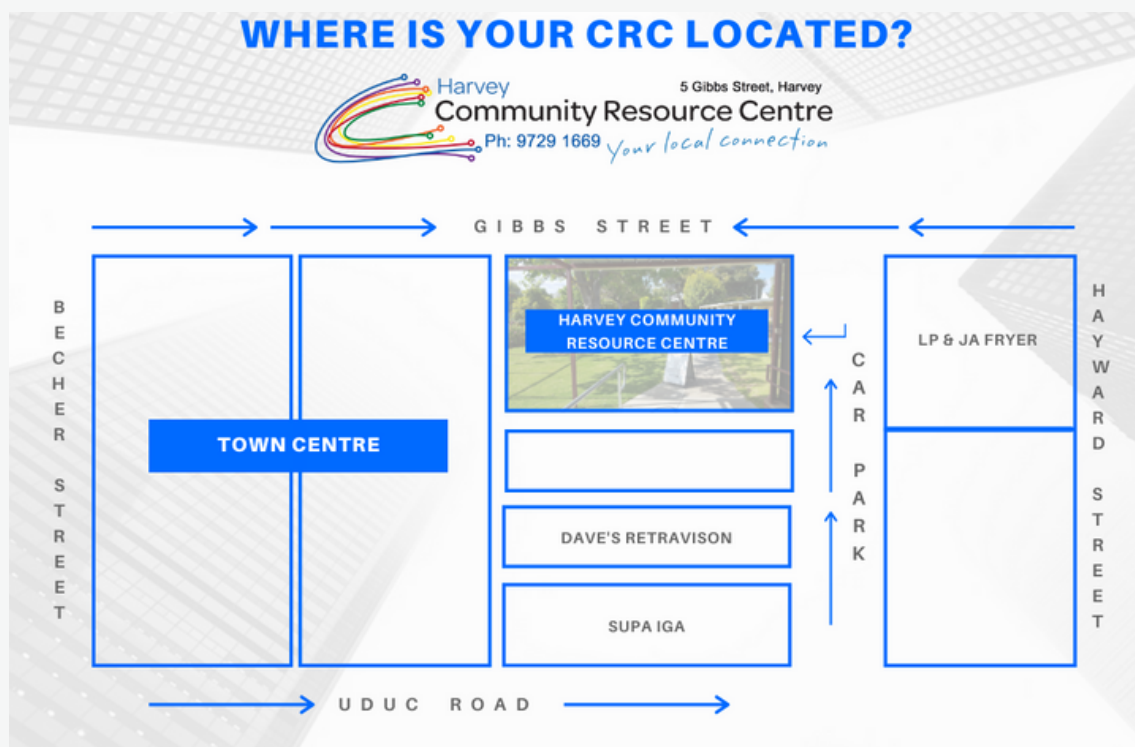 WHERE IS YOUR CRC LOCATED?
Harvey
5 Gibbs Street, Harvey
Community Resource Centre
Ph: 9729 1669
Your local connection
GIBBS STREET
BECHER STREET
TOWN CENTRE
HARVEY COMMUNITY
RESOURCE CENTRE
CAR PARK
LP & JA FRYER
HAYWARD STREET
DAVE'S RETRAVISON
SUPA IGA
UDUC ROAD